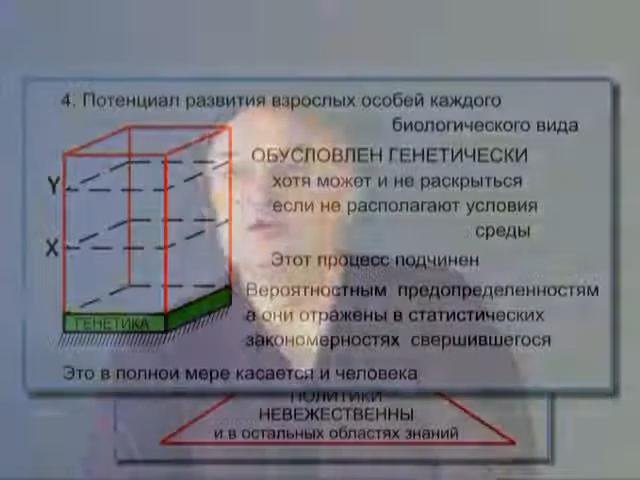 4. Потенциал развития взрослых особей каждого
биологического вида
ОБУСЛОВЛЕН ГЕНЕТИЧЕСКИ
хотя может и не раскрыться
если не располагают условия
среды
Этот процесс подчинен
Вероятностным предопределенностям
а они отражены в статистических
закономерностях свершившегося
Y
X
ГЕНЕТИКА
Это в полной мере касается и человека
ПОЛИТИКИ
НЕВЕЖЕСТВЕННЫ
и в остальных областях знаний